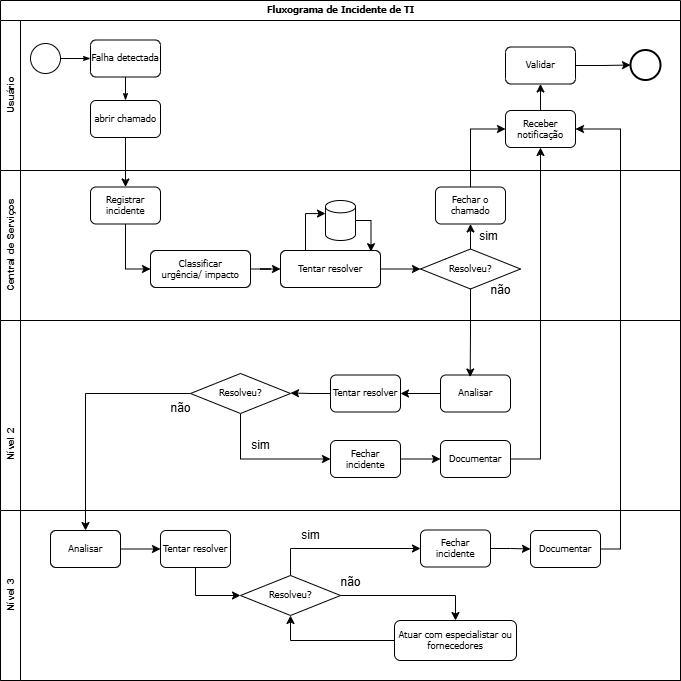 Fluxograma de Incidente de TI
Usuário
Falha detectada
abrir chamado
Validar
Receber
notificação
Central de Serviços
Registrar
incidente
Classificar
urgência/ impacto
Tentar resolver
Fechar o
chamado
sim
Resolveu?
não
Nível 2
Resolveu?
não
sim
Tentar resolver
Analisar
Fechar
incidente
Documentar
Nível 3
Analisar
Tentar resolver
Resolveu?
sim
não
Fechar
incidente
Documentar
Atuar com especialistar ou
fornecedores